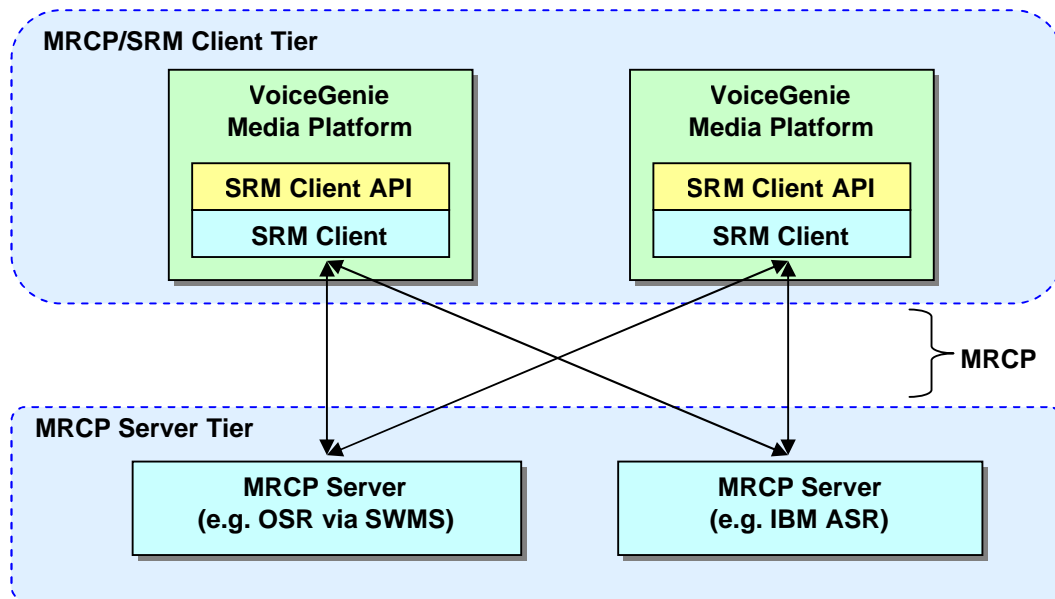 MRCP/SRM Client Tier
VoiceGenie
Media Platform
SRM Client API
SRM Client
VoiceGenie
Media Platform
SRM Client API
SRM Client
MRCP
MRCP Server Tier
MRCP Server
(e.g. OSR via SWMS)
MRCP Server
(e.g. IBM ASR)